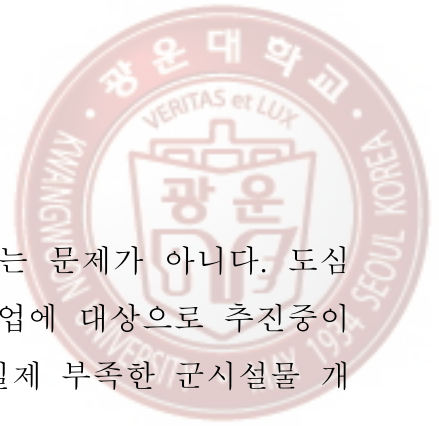 광운대학교
VERITAS et LUX
광운
KWANGWOON
SEOUL KOREA
는 문제가 아니다. 도심
업에 대상으로 추진중이
실제 부족한 군시설물 개